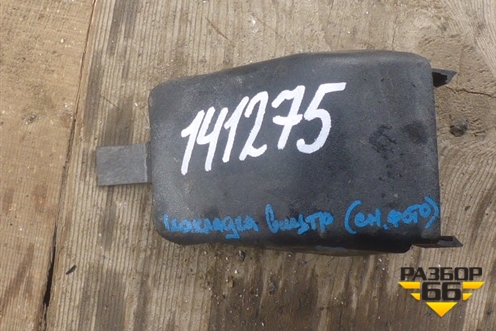 141275
накладка внутр (см. фото)
РАЗБОР
66